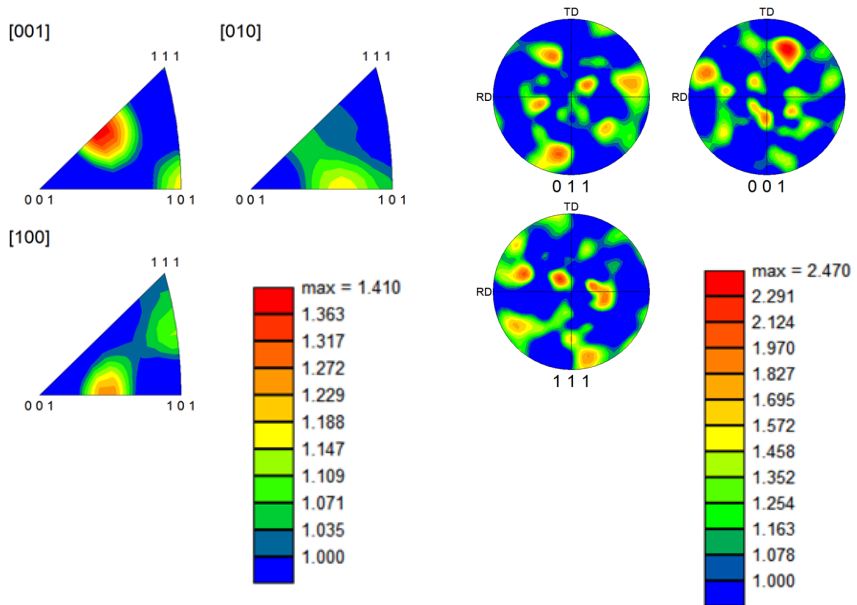 [001]
[010]
1 1 1
1 1 1
0 0 1
1 0 1
0 0 1
1 0 1
[100]
1 1 1
0 0 1
1 0 1
max = 1.410
1.363
1.317
1.272
1.229
1.188
1.147
1.109
1.071
1.035
1.000
TD
RD
0 1 1
TD
RD
0 0 1
TD
RD
1 1 1
max = 2.470
2.291
2.124
1.970
1.827
1.695
1.572
1.458
1.352
1.254
1.163
1.078
1.000